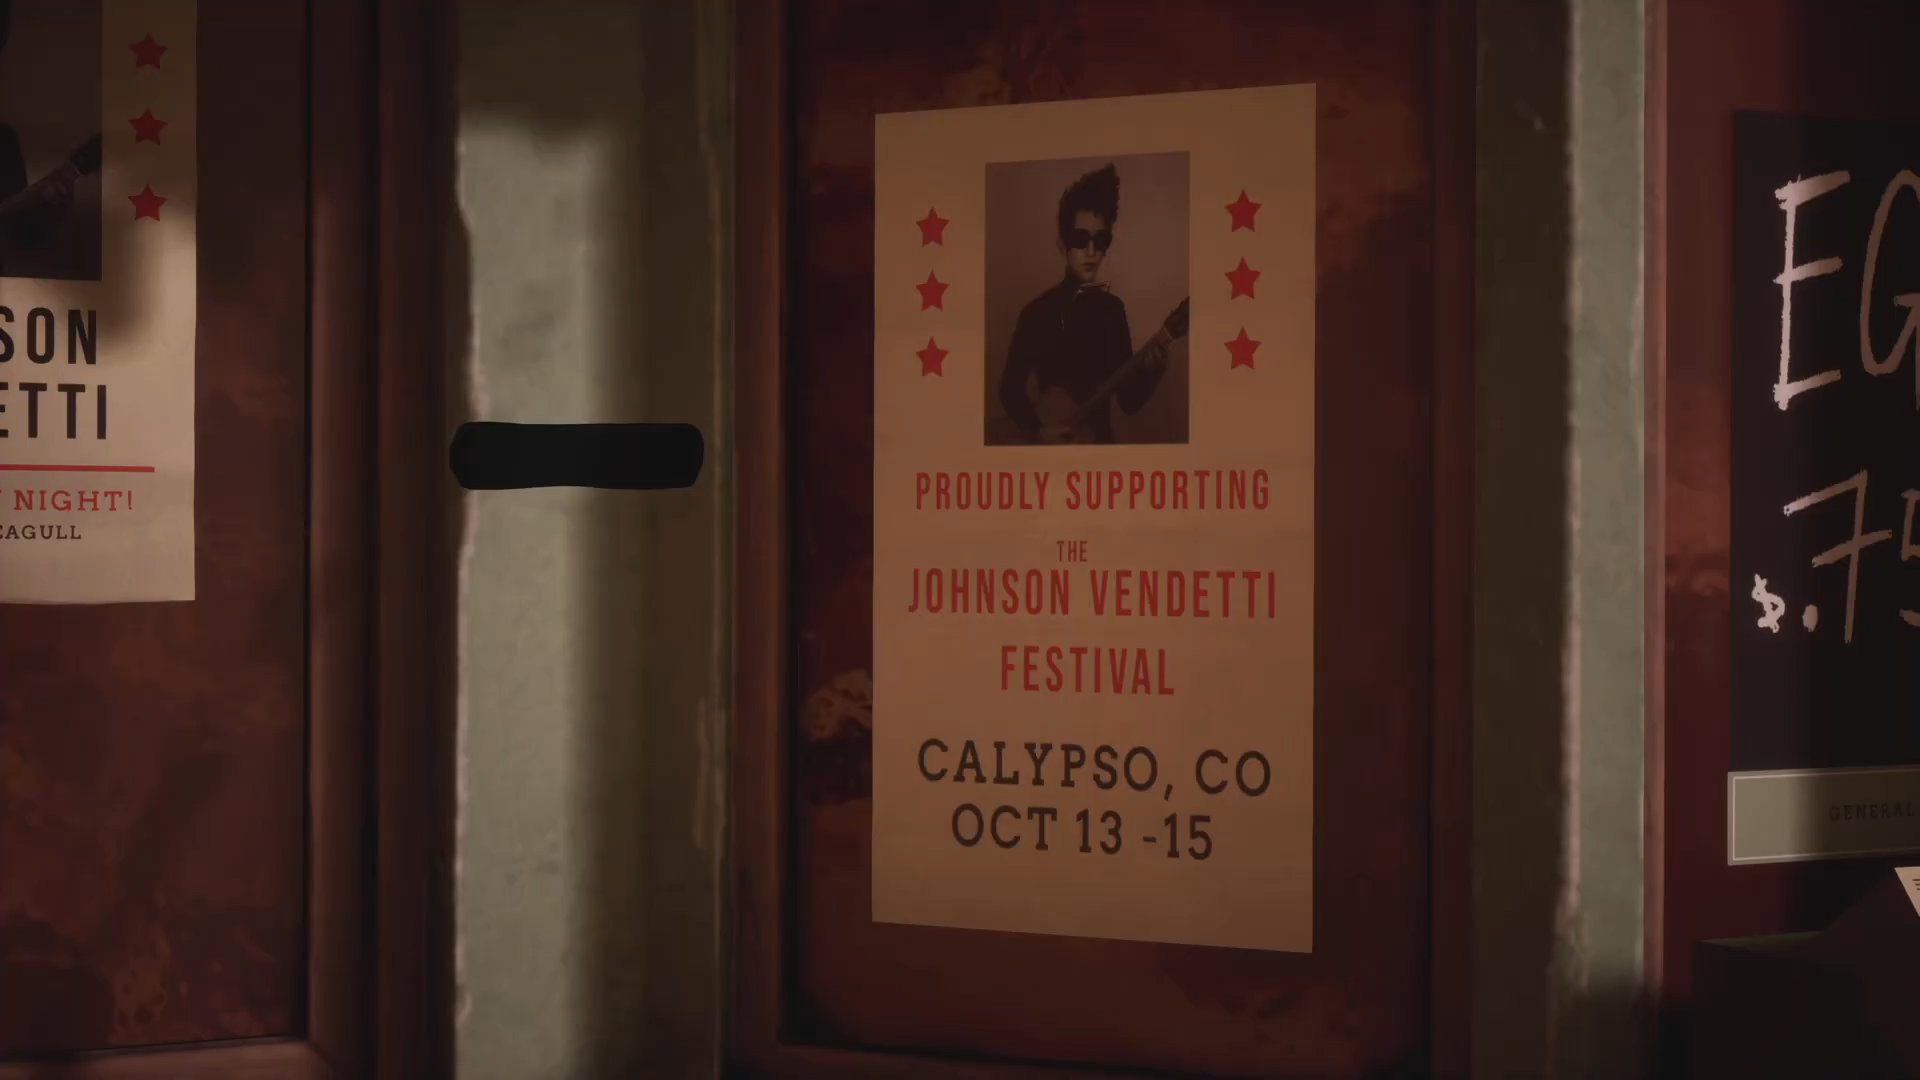 SON
ETTI
NIGHT!
EAGULL
PROUDLY SUPPORTING
THE
JOHNSON VENDETTI
FESTIVAL
CALYPSO, CO
OCT 13 -15
EG
$.75
GENERAL